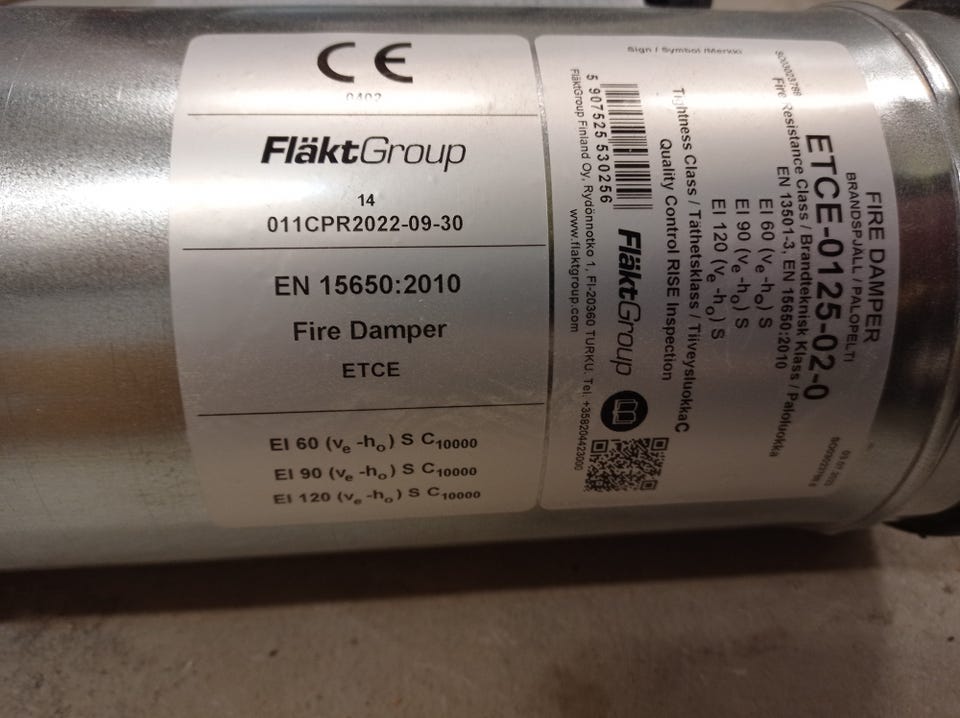 CE
0402
FläktGroup
14
011CPR2022-09-30
EN 15650:2010
Fire Damper
ETCE
EI 60 (ve -ho) S C10000
EI 90 (ve -ho) S C10000
EI 120 (ve -ho) S C10000
FIRE DAMPER
BRANDSPJÄLL / PALOPELTI
ETCE-0125-02-0
EN 13501-3, EN 15650:2010
Fire Resistance Class / Brandteknisk Klass / Paloluokka
EI 60 (ve -ho) S
EI 90 (ve -ho) S
EI 120 (ve -ho) S
Tightness Class / Täthetsklass / Tiiveysluokka C
Quality Control RISE Inspection
Sign / Symbol /Merkki
FläktGroup
5 907525 530256
FläktGroup Finland Oy, Rydönnotko 1, FI-20360 TURKU. Tel. +358204423000
www.flaktgroup.com